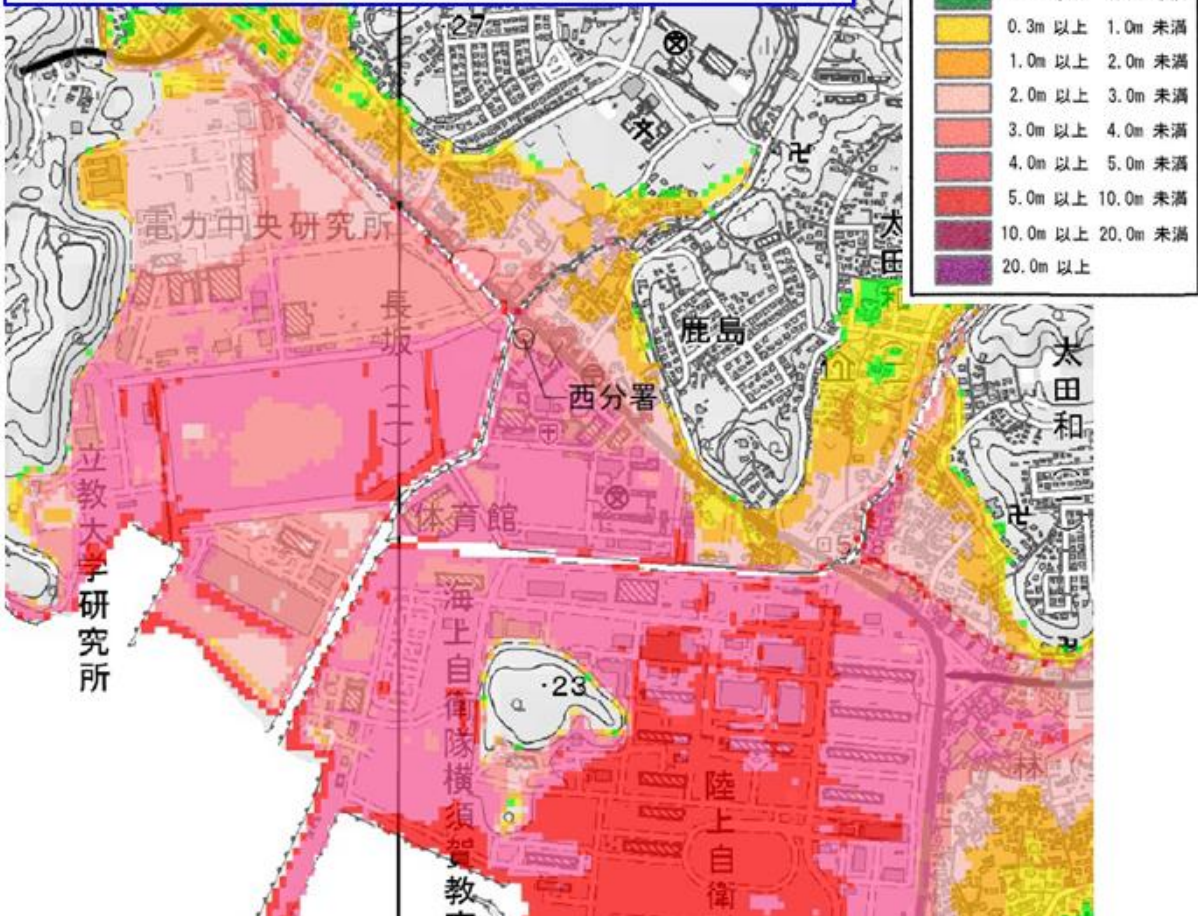 ・27
0.3m 以上 1.0m 未満
1.0m 以上 2.0m 未満
2.0m 以上 3.0m 未満
3.0m 以上 4.0m 未満
4.0m 以上 5.0m 未満
5.0m 以上 10.0m 未満
10.0m 以上 20.0m 未満
20.0m 以上
電力中央研究所
長坂(二)
鹿島
西分署
太田和
太田和一
立教大学研究所
体育館
海上自衛隊横須賀教
・23
陸上自衛
林